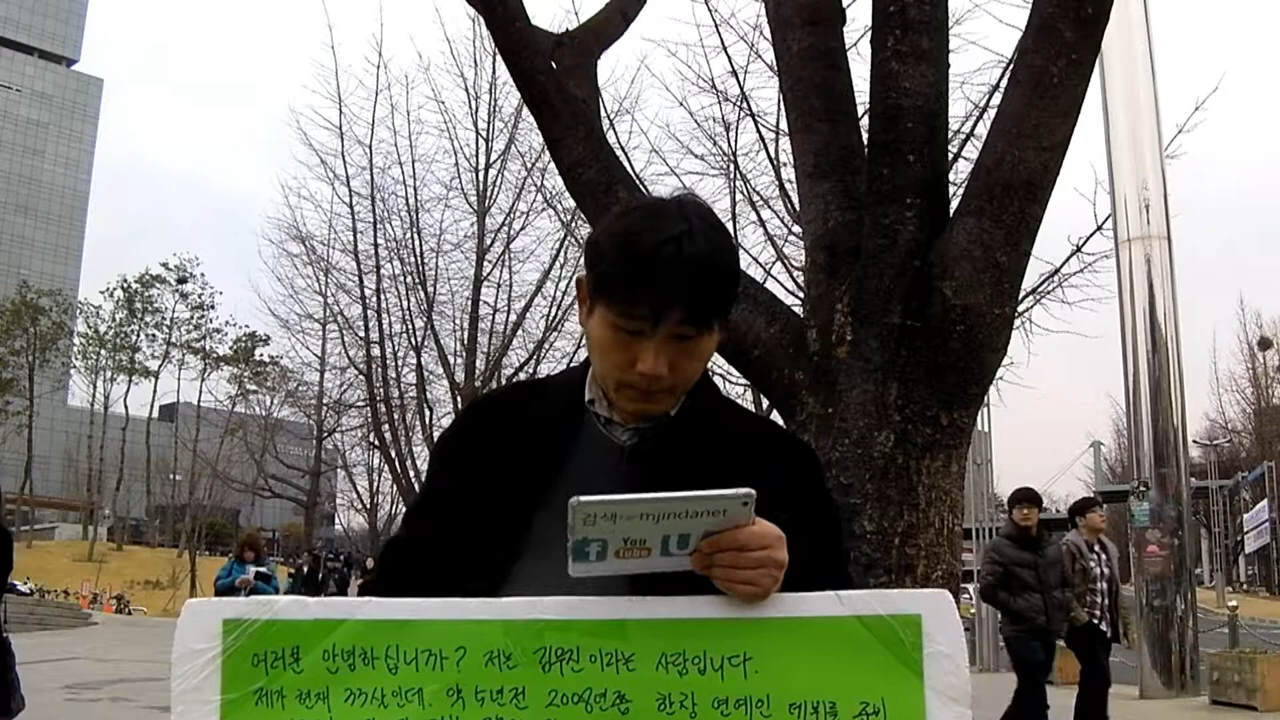 검색 mjindanet
f You Tube U
여러분 안녕하십니까? 저는 김우진이라는 사람입니다.
제가 현재 33살인데. 약 5년전 2008년쯤 한창 연예인 데뷔를 준비